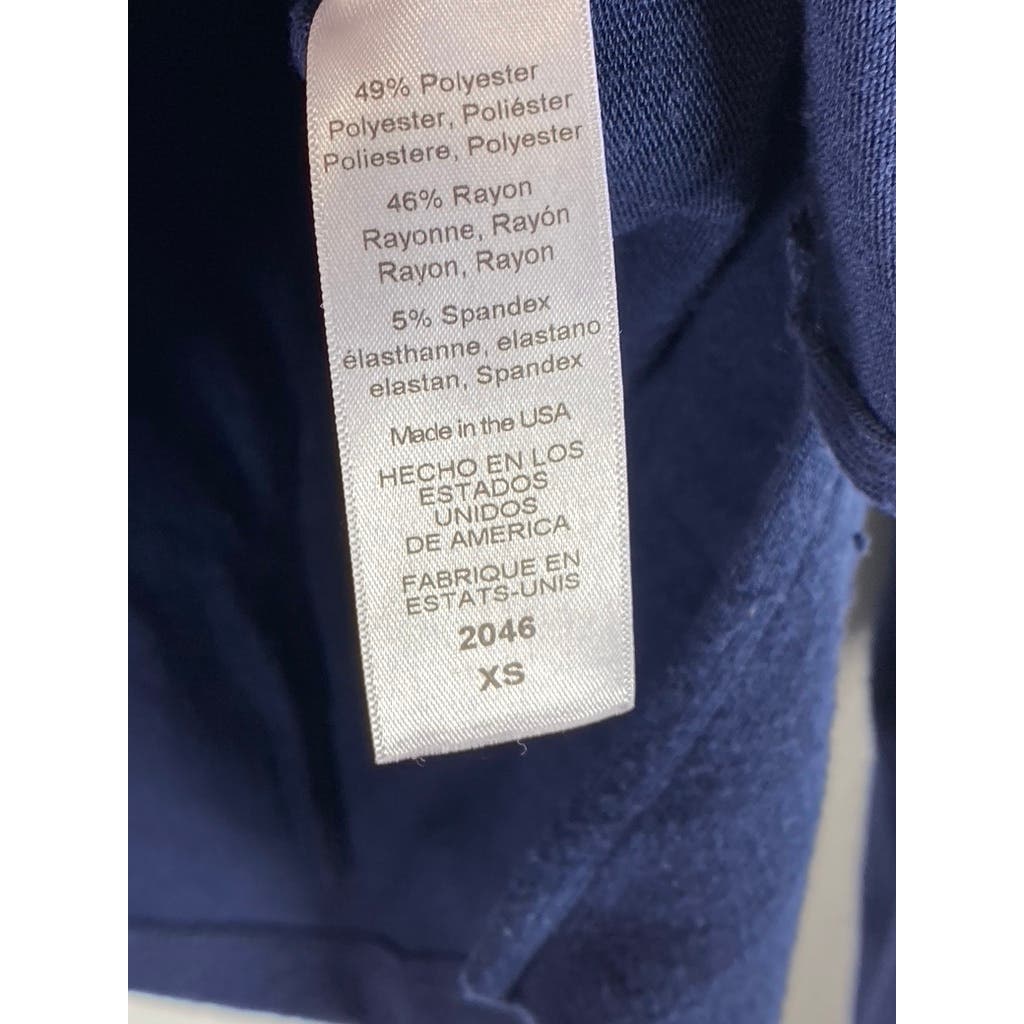 49% Polyester
Polyester, Poliéster
Poliestere, Polyester
46% Rayon
Rayonne, Rayón
Rayon, Rayon
5% Spandex
élasthanne, elastano
elastan, Spandex
Made in the USA
HECHO EN LOS
ESTADOS
UNIDOS
DE AMERICA
FABRIQUE EN
ESTATS-UNIS
2046
XS